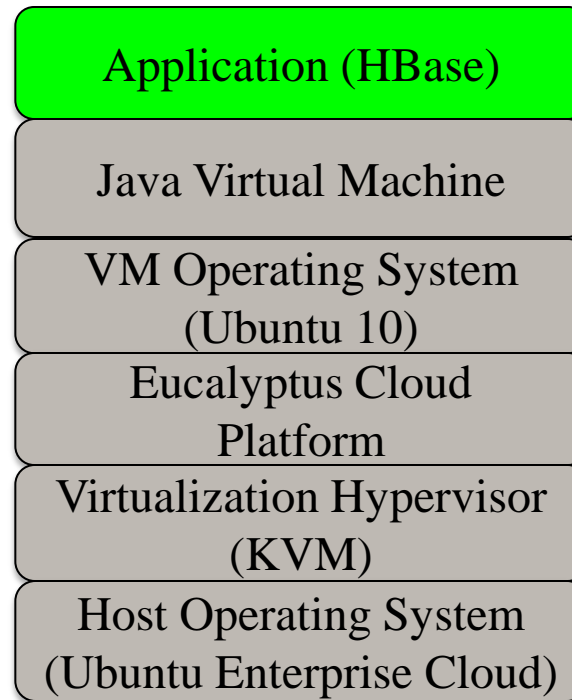 Application (HBase)
Java Virtual Machine
VM Operating System
(Ubuntu 10)
Eucalyptus Cloud
Platform
Virtualization Hypervisor
(KVM)
Host Operating System
(Ubuntu Enterprise Cloud)